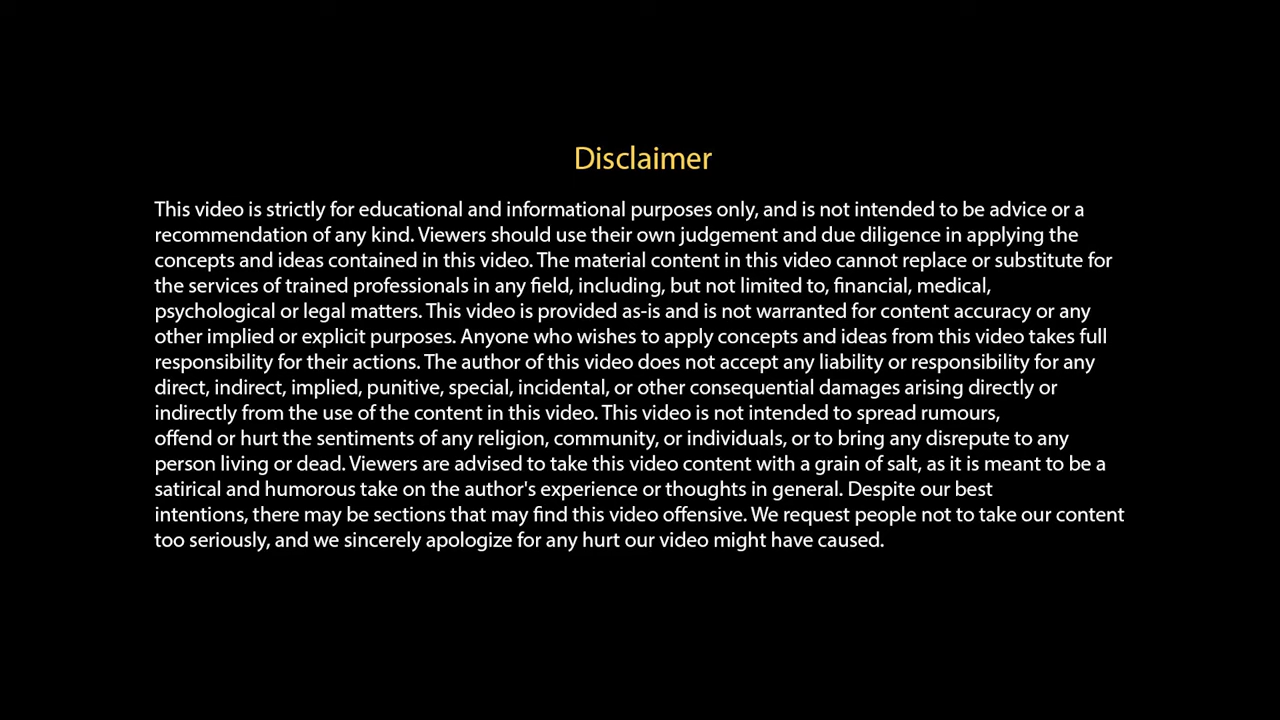 Disclaimer
This video is strictly for educational and informational purposes only, and is not intended to be advice or a
recommendation of any kind. Viewers should use their own judgement and due diligence in applying the
concepts and ideas contained in this video. The material content in this video cannot replace or substitute for
the services of trained professionals in any field, including, but not limited to, financial, medical,
psychological or legal matters. This video is provided as-is and is not warranted for content accuracy or any
other implied or explicit purposes. Anyone who wishes to apply concepts and ideas from this video takes full
responsibility for their actions. The author of this video does not accept any liability or responsibility for any
direct, indirect, implied, punitive, special, incidental, or other consequential damages arising directly or
indirectly from the use of the content in this video. This video is not intended to spread rumours,
offend or hurt the sentiments of any religion, community, or individuals, or to bring any disrepute to any
person living or dead. Viewers are advised to take this video content with a grain of salt, as it is meant to be a
satirical and humorous take on the author's experience or thoughts in general. Despite our best
intentions, there may be sections that may find this video offensive. We request people not to take our content
too seriously, and we sincerely apologize for any hurt our video might have caused.